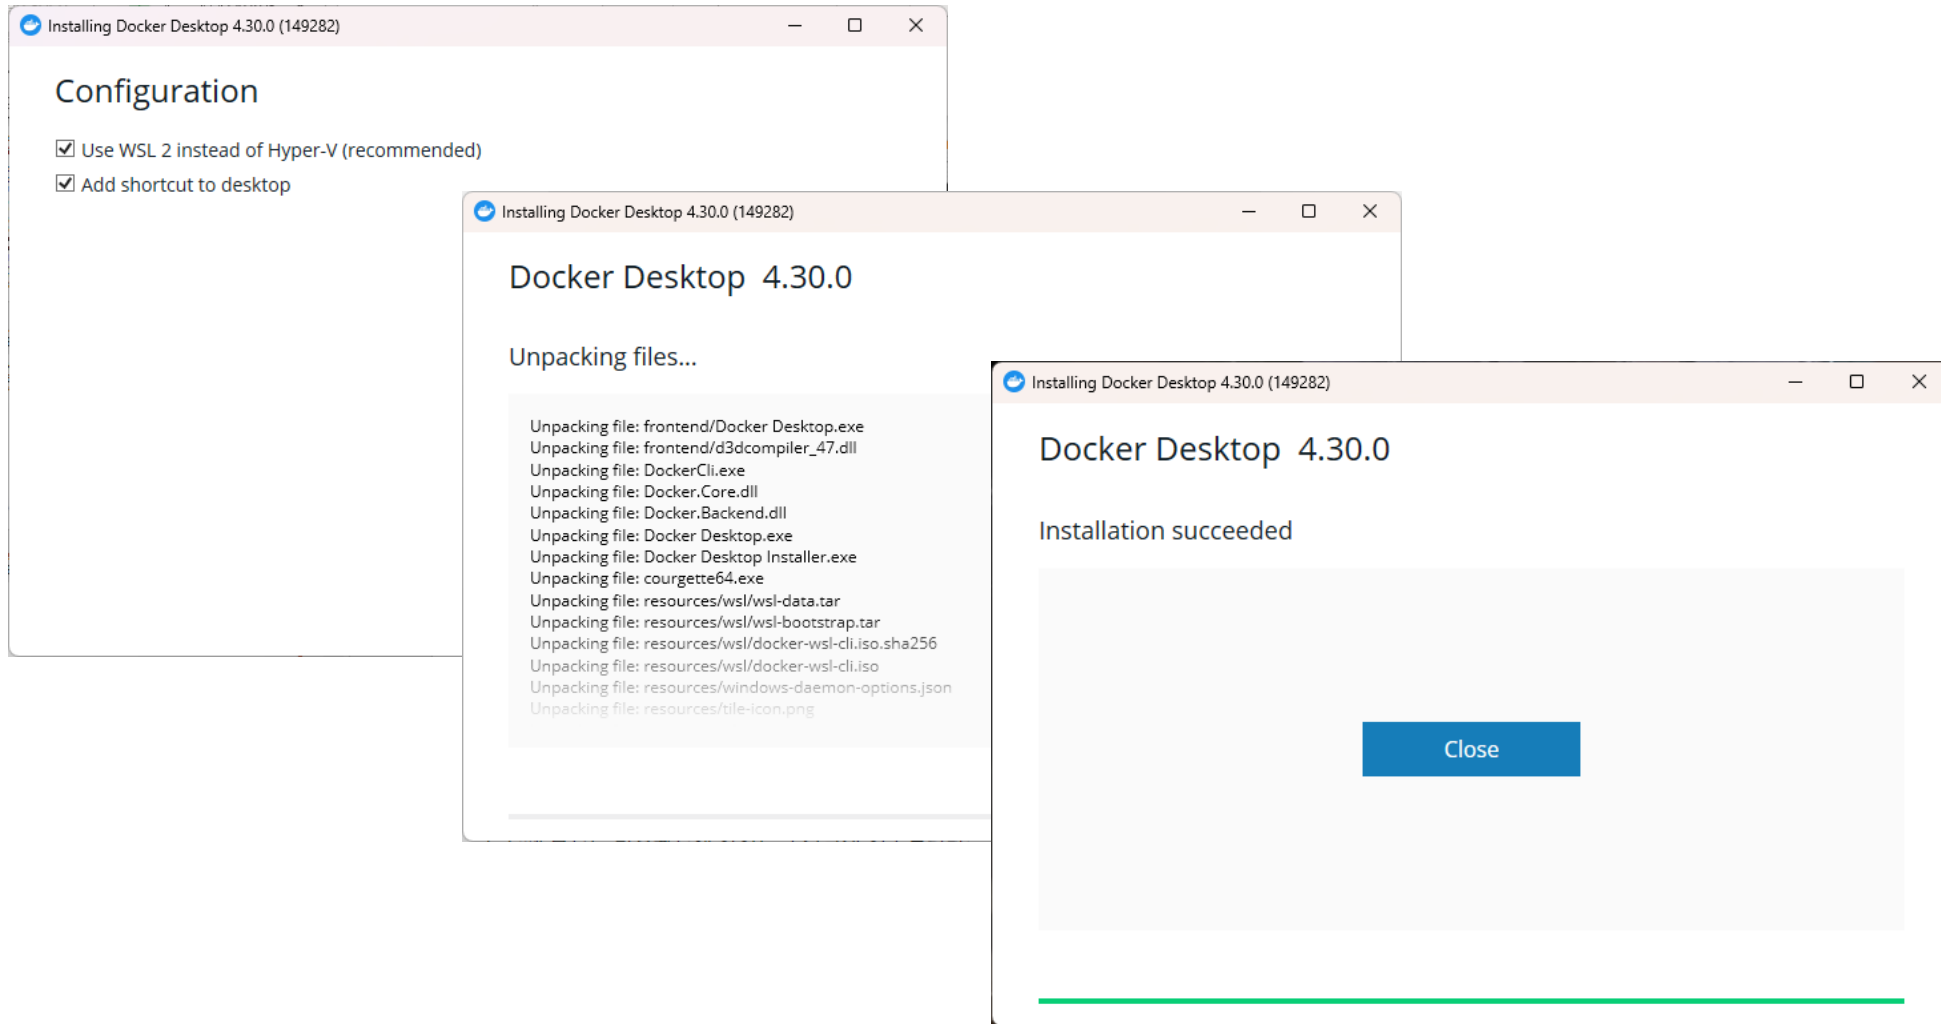 Installing Docker Desktop 4.30.0 (149282)
Configuration
Use WSL 2 instead of Hyper-V (recommended)
Add shortcut to desktop
Installing Docker Desktop 4.30.0 (149282)
Docker Desktop 4.30.0
Unpacking files...
Unpacking file: frontend/Docker Desktop.exe
Unpacking file: frontend/d3dcompiler_47.dll
Unpacking file: DockerCli.exe
Unpacking file: Docker.Core.dll
Unpacking file: Docker.Backend.dll
Unpacking file: Docker Desktop.exe
Unpacking file: Docker Desktop Installer.exe
Unpacking file: courgette64.exe
Unpacking file: resources/wsl/wsl-data.tar
Unpacking file: resources/wsl/wsl-bootstrap.tar
Unpacking file: resources/wsl/docker-wsl-cli.iso.sha256
Unpacking file: resources/wsl/docker-wsl-cli.iso
Unpacking file: resources/windows-daemon-options.json
Unpacking file: resources/tile-icon.png
Installing Docker Desktop 4.30.0 (149282)
Docker Desktop 4.30.0
Installation succeeded
Close